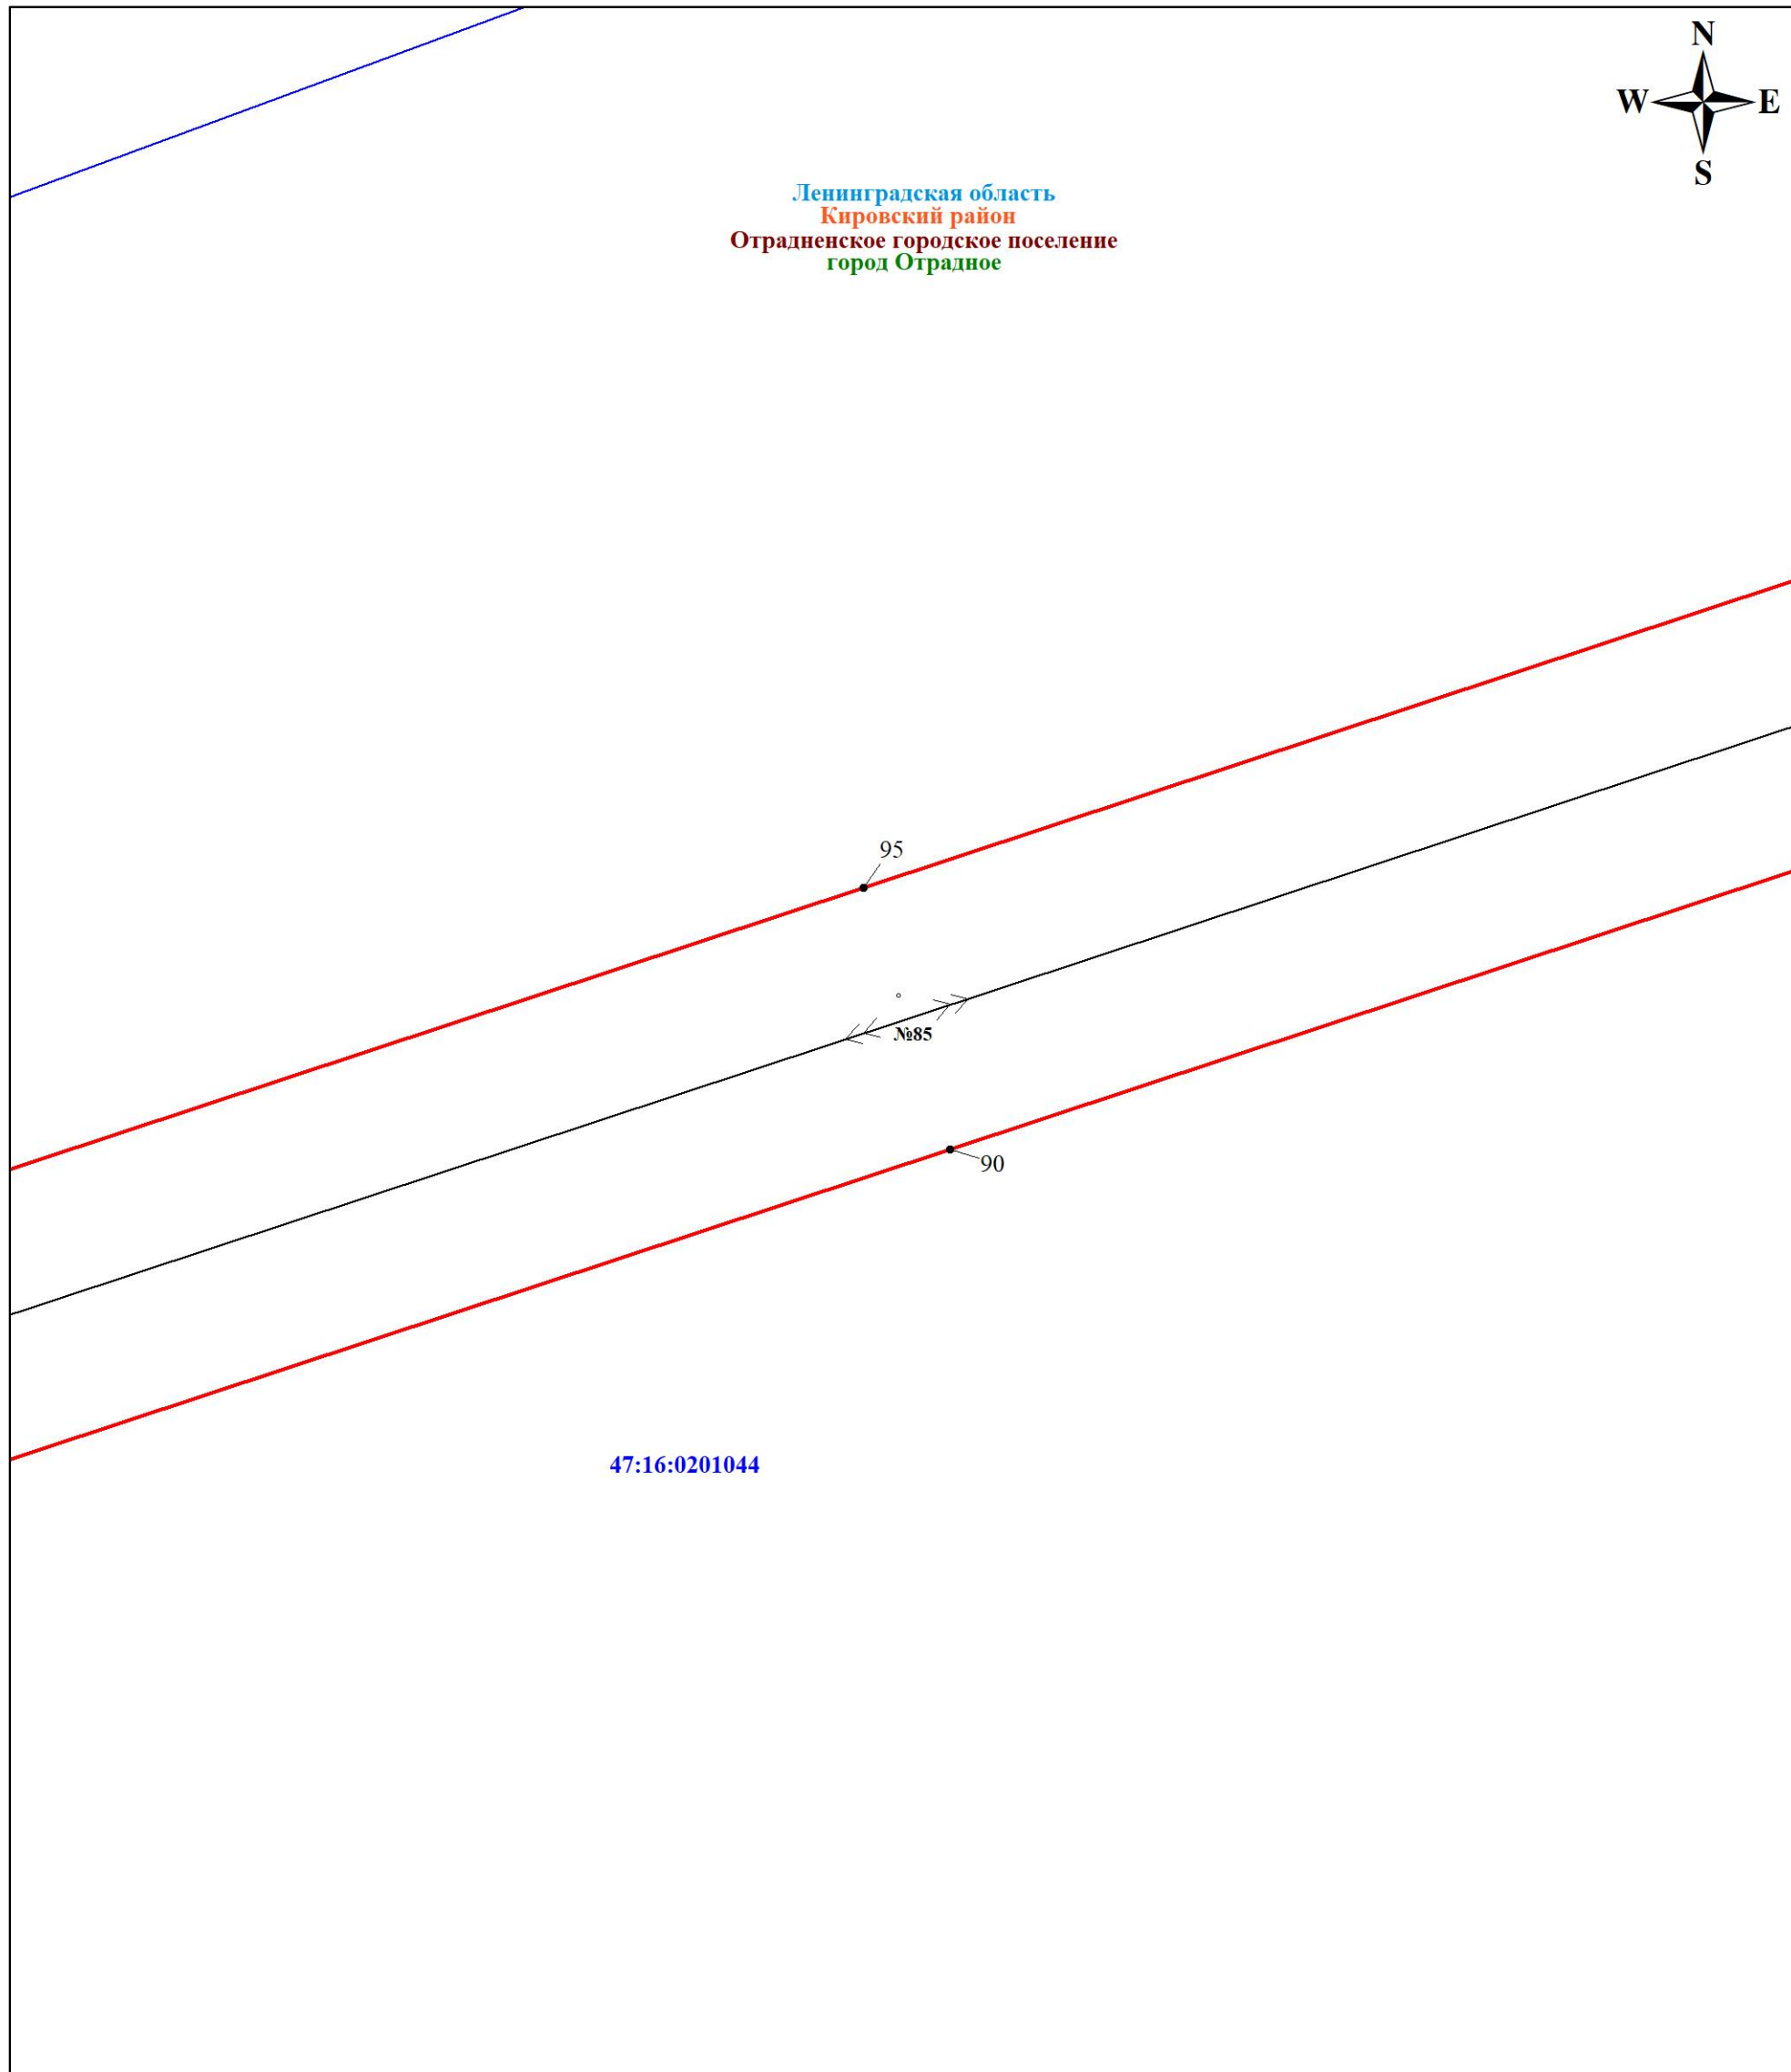 N
W E
S
Ленинградская область
Кировский район
Отрадненское городское поселение
город Отрадное
95
№85
90
47:16:0201044